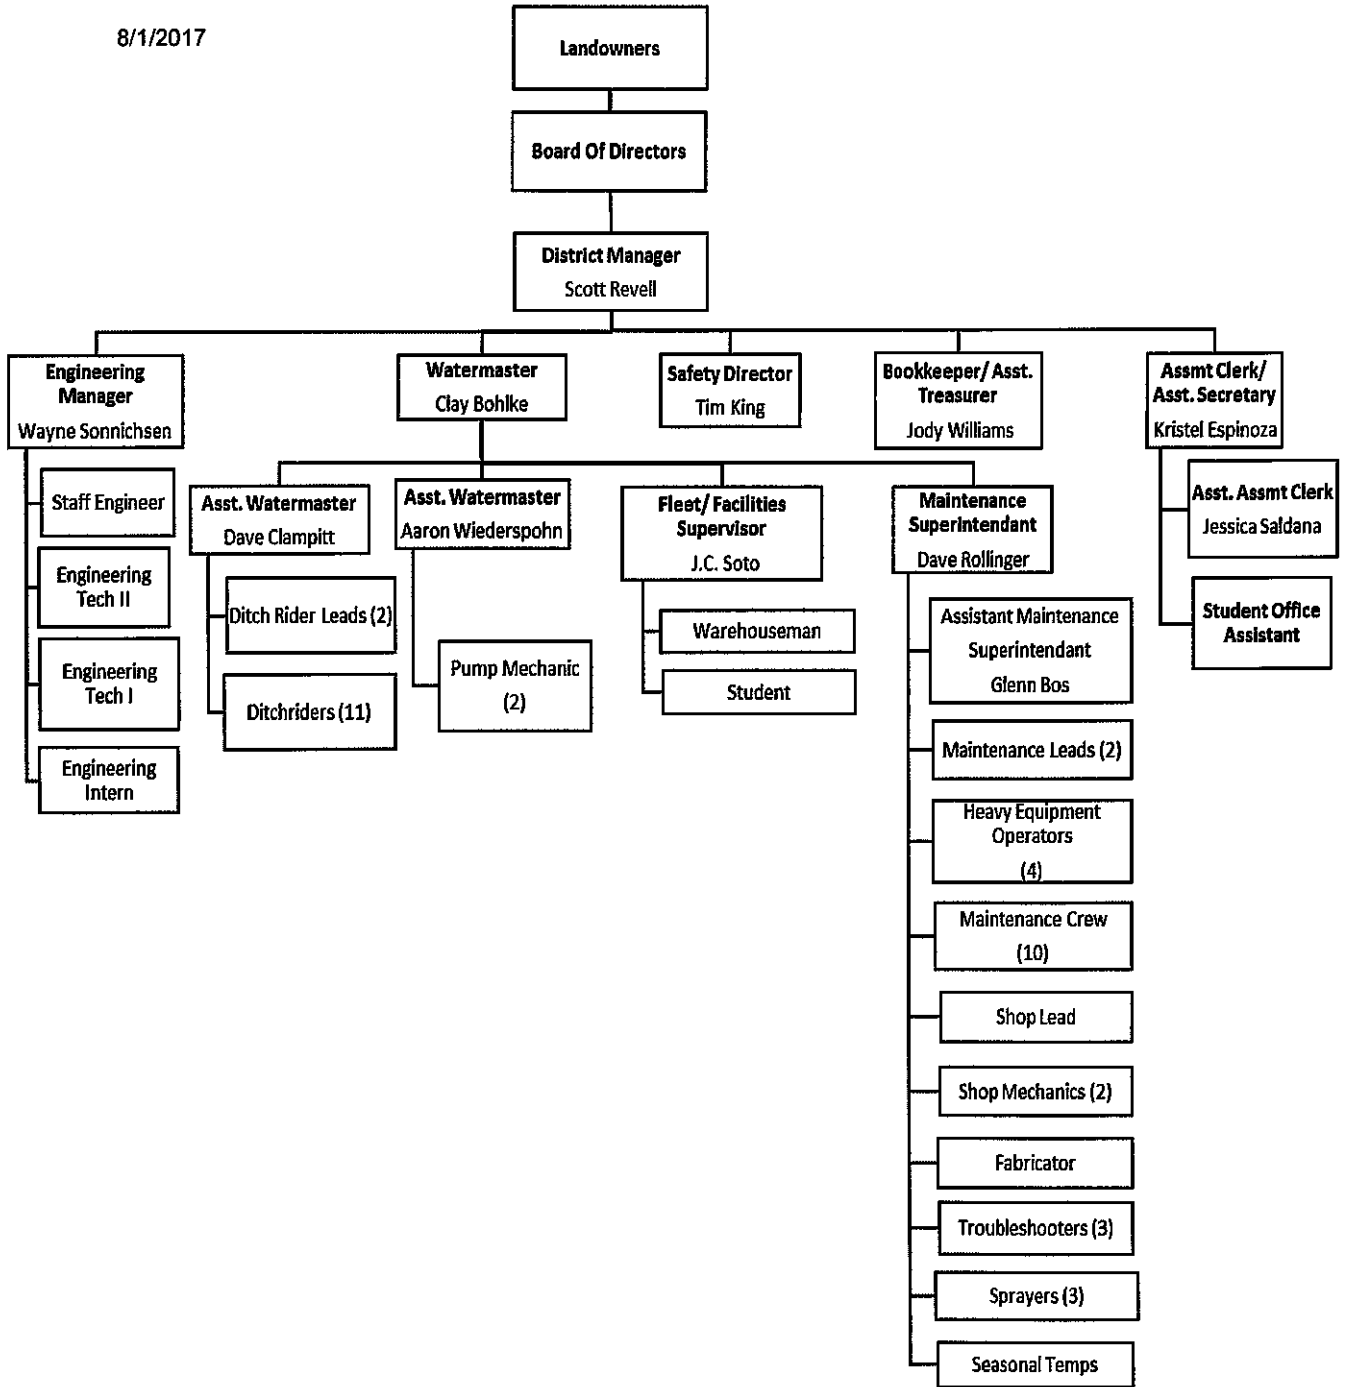 8/1/2017
Landowners
Board Of Directors
District Manager
Scott Revell
Engineering
Manager
Wayne Sonnichsen
Watermaster
Clay Bohlke
Safety Director
Tim King
Bookkeeper/ Asst.
Treasurer
Jody Williams
Assmt Clerk/
Asst. Secretary
Kristel Espinoza
Staff Engineer
Engineering
Tech II
Engineering
Tech I
Engineering
Intern
Asst. Watermaster
Dave Clampitt
Ditch Rider Leads (2)
Ditchriders (11)
Asst. Watermaster
Aaron Wiederspohn
Pump Mechanic
(2)
Fleet/ Facilities
Supervisor
J.C. Soto
Warehouseman
Student
Maintenance
Superintendant
Dave Rollinger
Assistant Maintenance
Superintendant
Glenn Bos
Maintenance Leads (2)
Heavy Equipment
Operators
(4)
Maintenance Crew
(10)
Shop Lead
Shop Mechanics (2)
Fabricator
Troubleshooters (3)
Sprayers (3)
Seasonal Temps
Asst. Assmt Clerk
Jessica Saldana
Student Office
Assistant